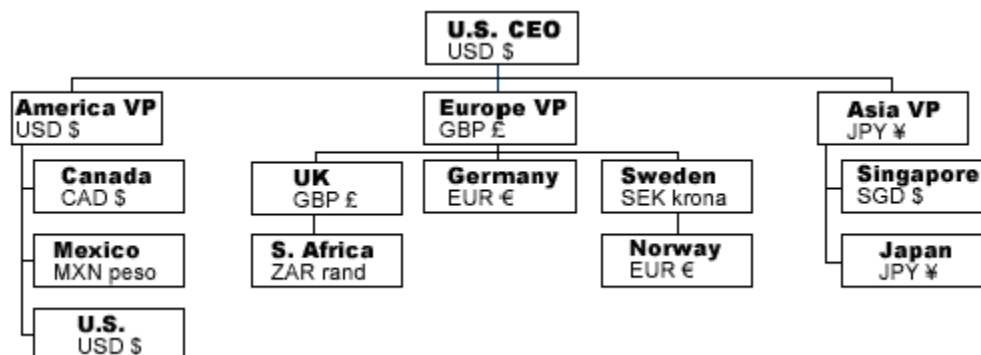 U.S. CEO
USD $
America VP
USD $
Europe VP
GBP £
Asia VP
JPY ¥
Canada
CAD $
UK
GBP £
Germany
EUR €
Sweden
SEK krona
Singapore
SGD $
Mexico
MXN peso
S. Africa
ZAR rand
Norway
EUR €
Japan
JPY ¥
U.S.
USD $